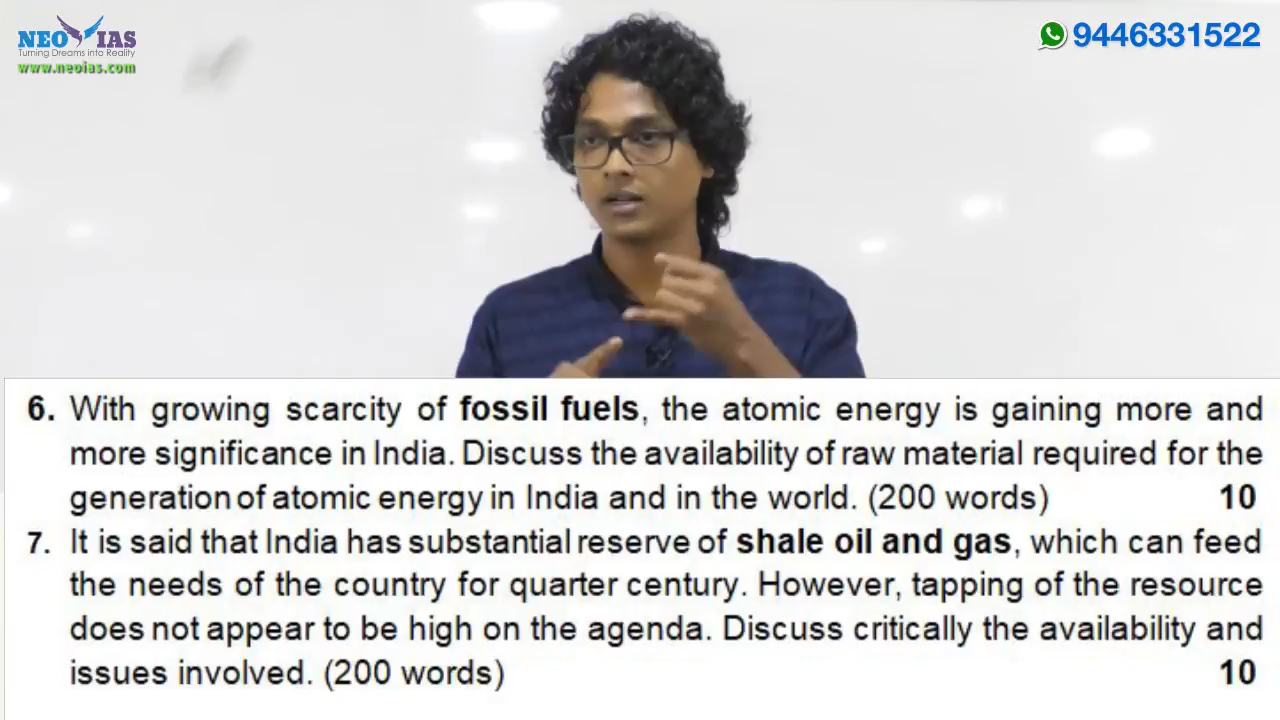 NEO IAS
Turning Dreams into Reality
www.neoias.com
9446331522
6. With growing scarcity of fossil fuels, the atomic energy is gaining more and
more significance in India. Discuss the availability of raw material required for the
generation of atomic energy in India and in the world. (200 words) 10
7. It is said that India has substantial reserve of shale oil and gas, which can feed
the needs of the country for quarter century. However, tapping of the resource
does not appear to be high on the agenda. Discuss critically the availability and
issues involved. (200 words) 10